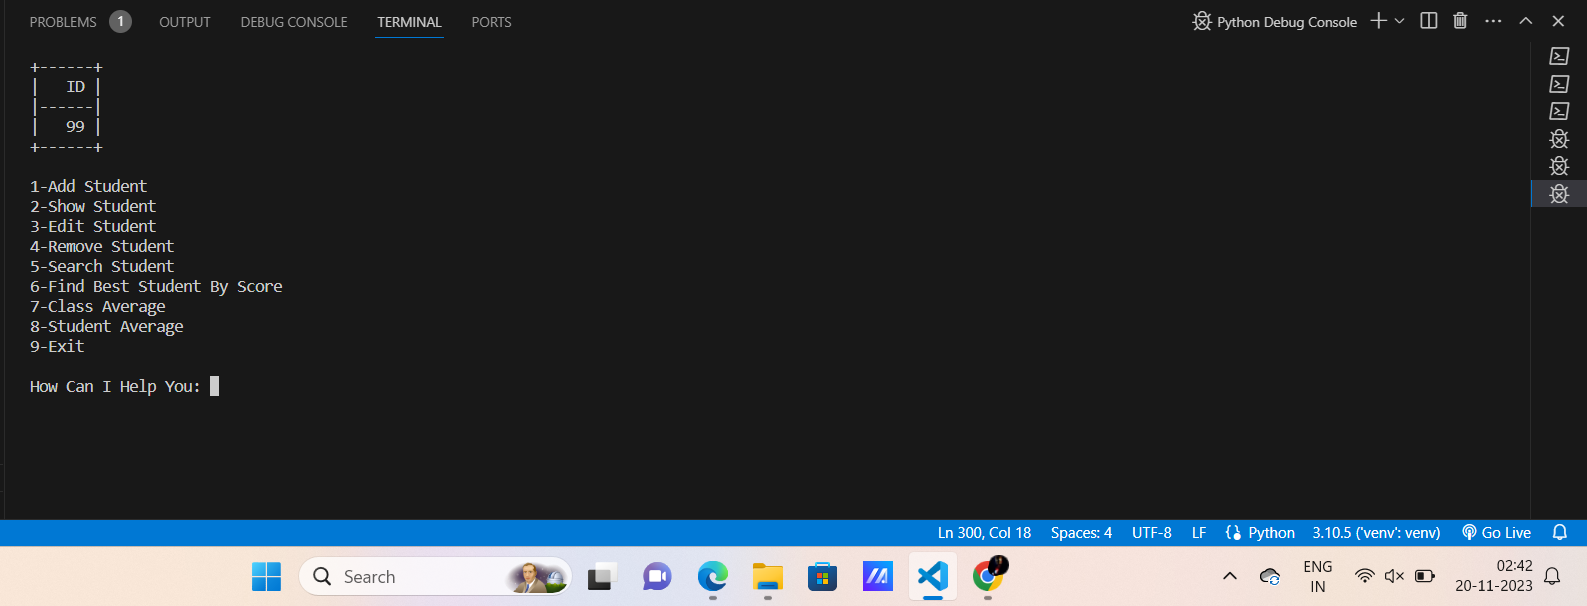 PROBLEMS 1 OUTPUT DEBUG CONSOLE TERMINAL PORTS Python Debug Console
+------+
|   ID |
|------|
|   99 |
+------+
1-Add Student
2-Show Student
3-Edit Student
4-Remove Student
5-Search Student
6-Find Best Student By Score
7-Class Average
8-Student Average
9-Exit
How Can I Help You:
Ln 300, Col 18 Spaces: 4 UTF-8 LF Python 3.10.5 ('venv': venv) Go Live
Search ENG 02:42
IN 20-11-2023